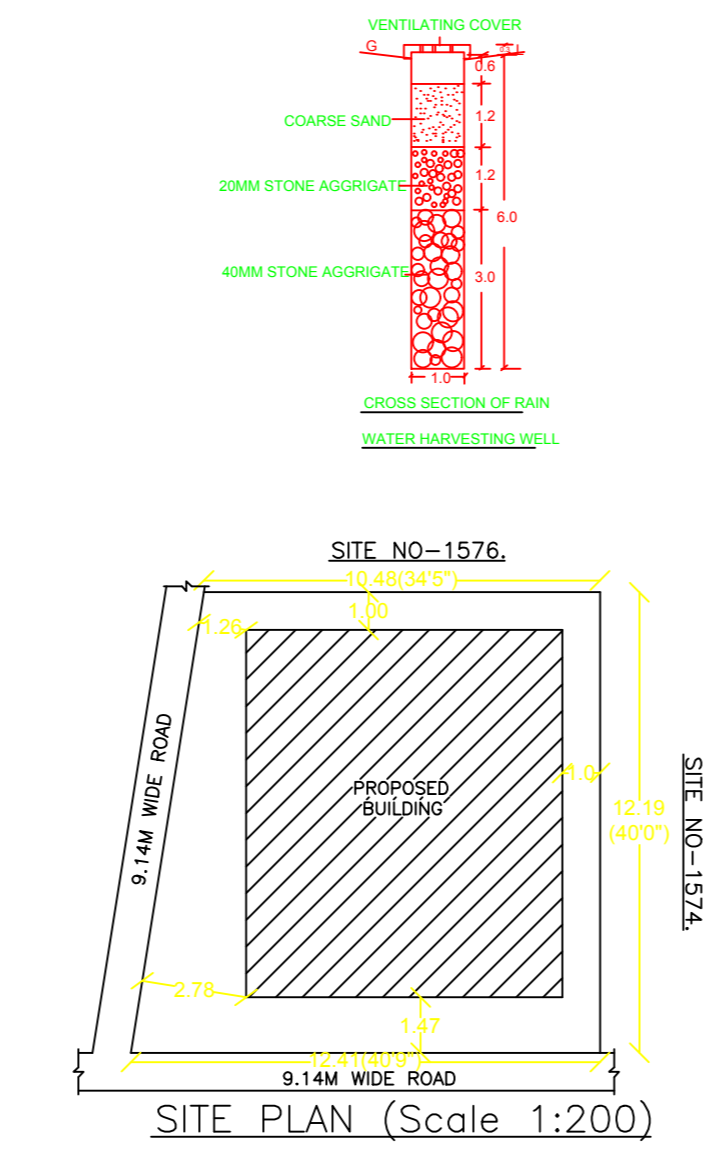 VENTILATING COVER
G
0.6
COARSE SAND
1.2
20MM STONE AGGRIGATE
1.2
6.0
40MM STONE AGGRIGATE
3.0
1.0
CROSS SECTION OF RAIN
WATER HARVESTING WELL
SITE NO-1576.
10.48(34'5")
1.00
1.26
9.14M WIDE ROAD
PROPOSED
BUILDING
1.0
12.19
(40'0")
SITE NO-1574.
2.78
1.47
12.41(40'9")
9.14M WIDE ROAD
SITE PLAN (Scale 1:200)